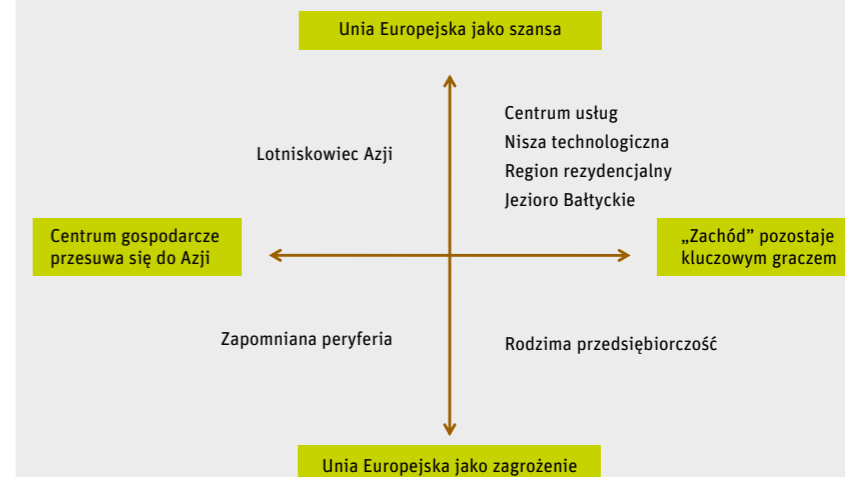 Unia Europejska jako szansa
Centrum usług
Nisza technologiczna
Region rezydencjalny
Jezioro Bałtyckie
Lotniskowiec Azji
Centrum gospodarcze
przesuwa się do Azji
„Zachód” pozostaje
kluczowym graczem
Zapomniana peryferia
Rodzima przedsiębiorczość
Unia Europejska jako zagrożenie